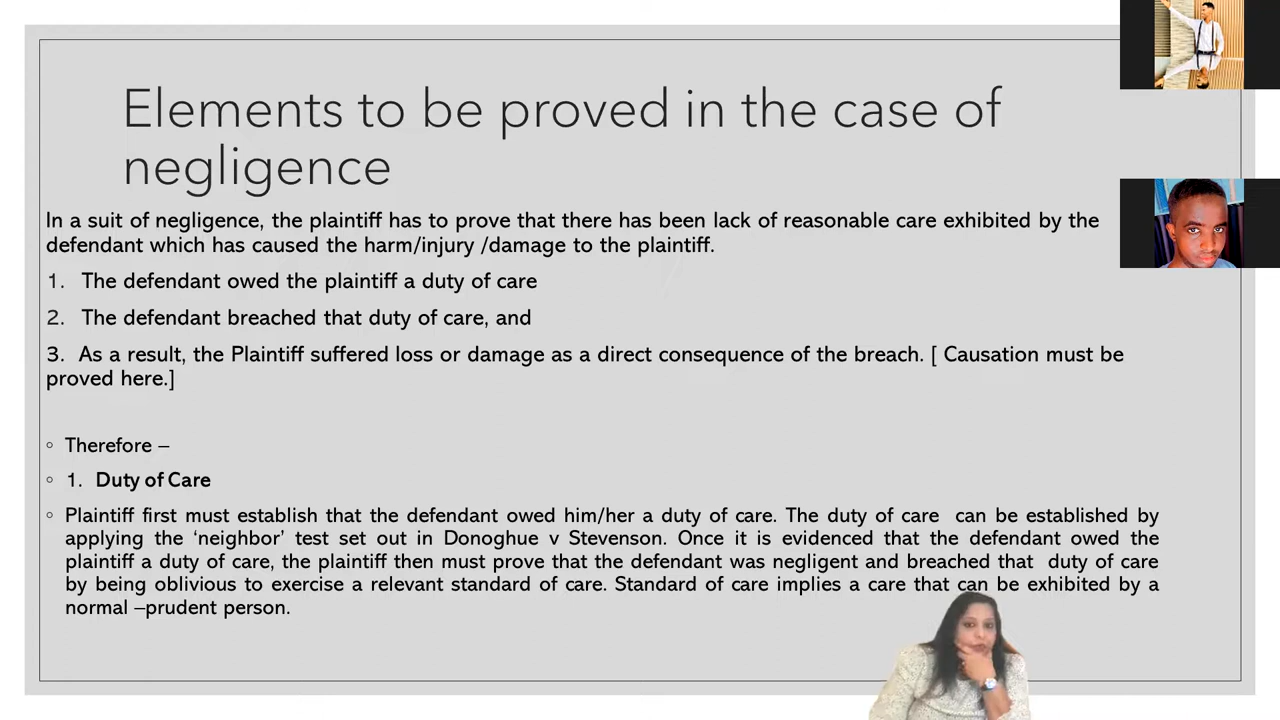 Elements to be proved in the case of
negligence
In a suit of negligence, the plaintiff has to prove that there has been lack of reasonable care exhibited by the
defendant which has caused the harm/injury /damage to the plaintiff.
1. The defendant owed the plaintiff a duty of care
2. The defendant breached that duty of care, and
3. As a result, the Plaintiff suffered loss or damage as a direct consequence of the breach. [ Causation must be
proved here.]
◦ Therefore –
◦ 1. Duty of Care
◦ Plaintiff first must establish that the defendant owed him/her a duty of care. The duty of care can be established by
applying the ‘neighbor’ test set out in Donoghue v Stevenson. Once it is evidenced that the defendant owed the
plaintiff a duty of care, the plaintiff then must prove that the defendant was negligent and breached that duty of care
by being oblivious to exercise a relevant standard of care. Standard of care implies a care that can be exhibited by a
normal –prudent person.